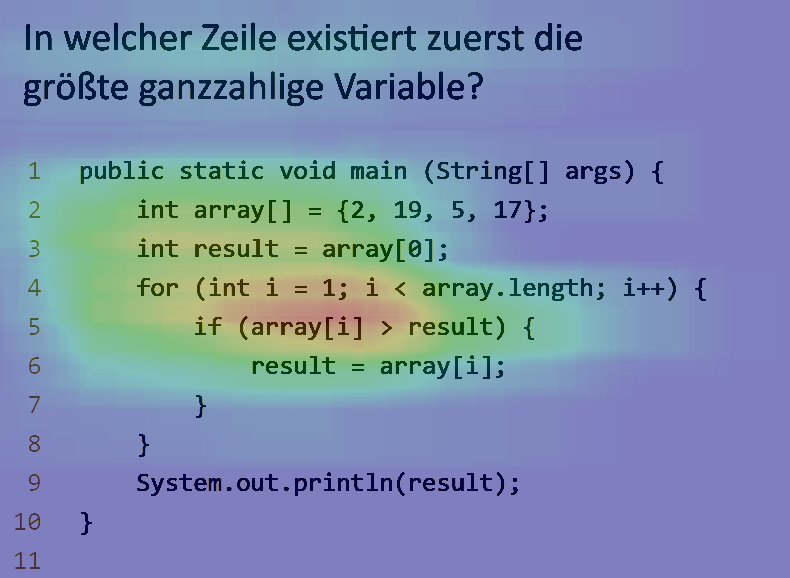 In welcher Zeile existiert zuerst die
größte ganzzahlige Variable?
1 public static void main (String[] args) {
2 int array[] = {2, 19, 5, 17};
3 int result = array[0];
4 for (int i = 1; i < array.length; i++) {
5 if (array[i] > result) {
6 result = array[i];
7 }
8 }
9 System.out.println(result);
10 }
11